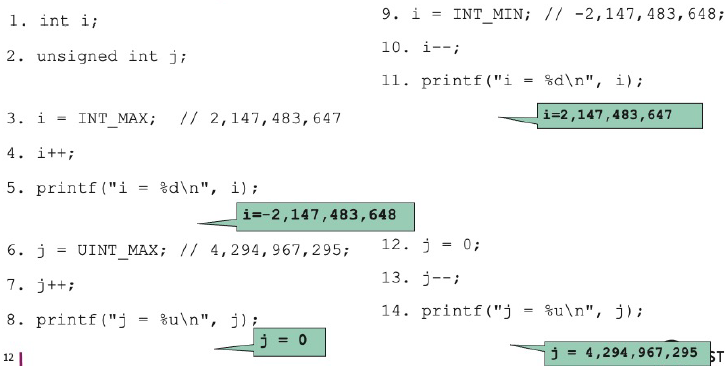 1. int i;
2. unsigned int j;
3. i = INT_MAX; // 2,147,483,647
4. i++;
5. printf("i = %d\n", i);
i=-2,147,483,648
6. j = UINT_MAX; // 4,294,967,295;
7. j++;
8. printf("j = %u\n", j);
j = 0
9. i = INT_MIN; // -2,147,483,648;
10. i--;
11. printf("i = %d\n", i);
i=2,147,483,647
12. j = 0;
13. j--;
14. printf("j = %u\n", j);
j = 4,294,967,295
12
ST